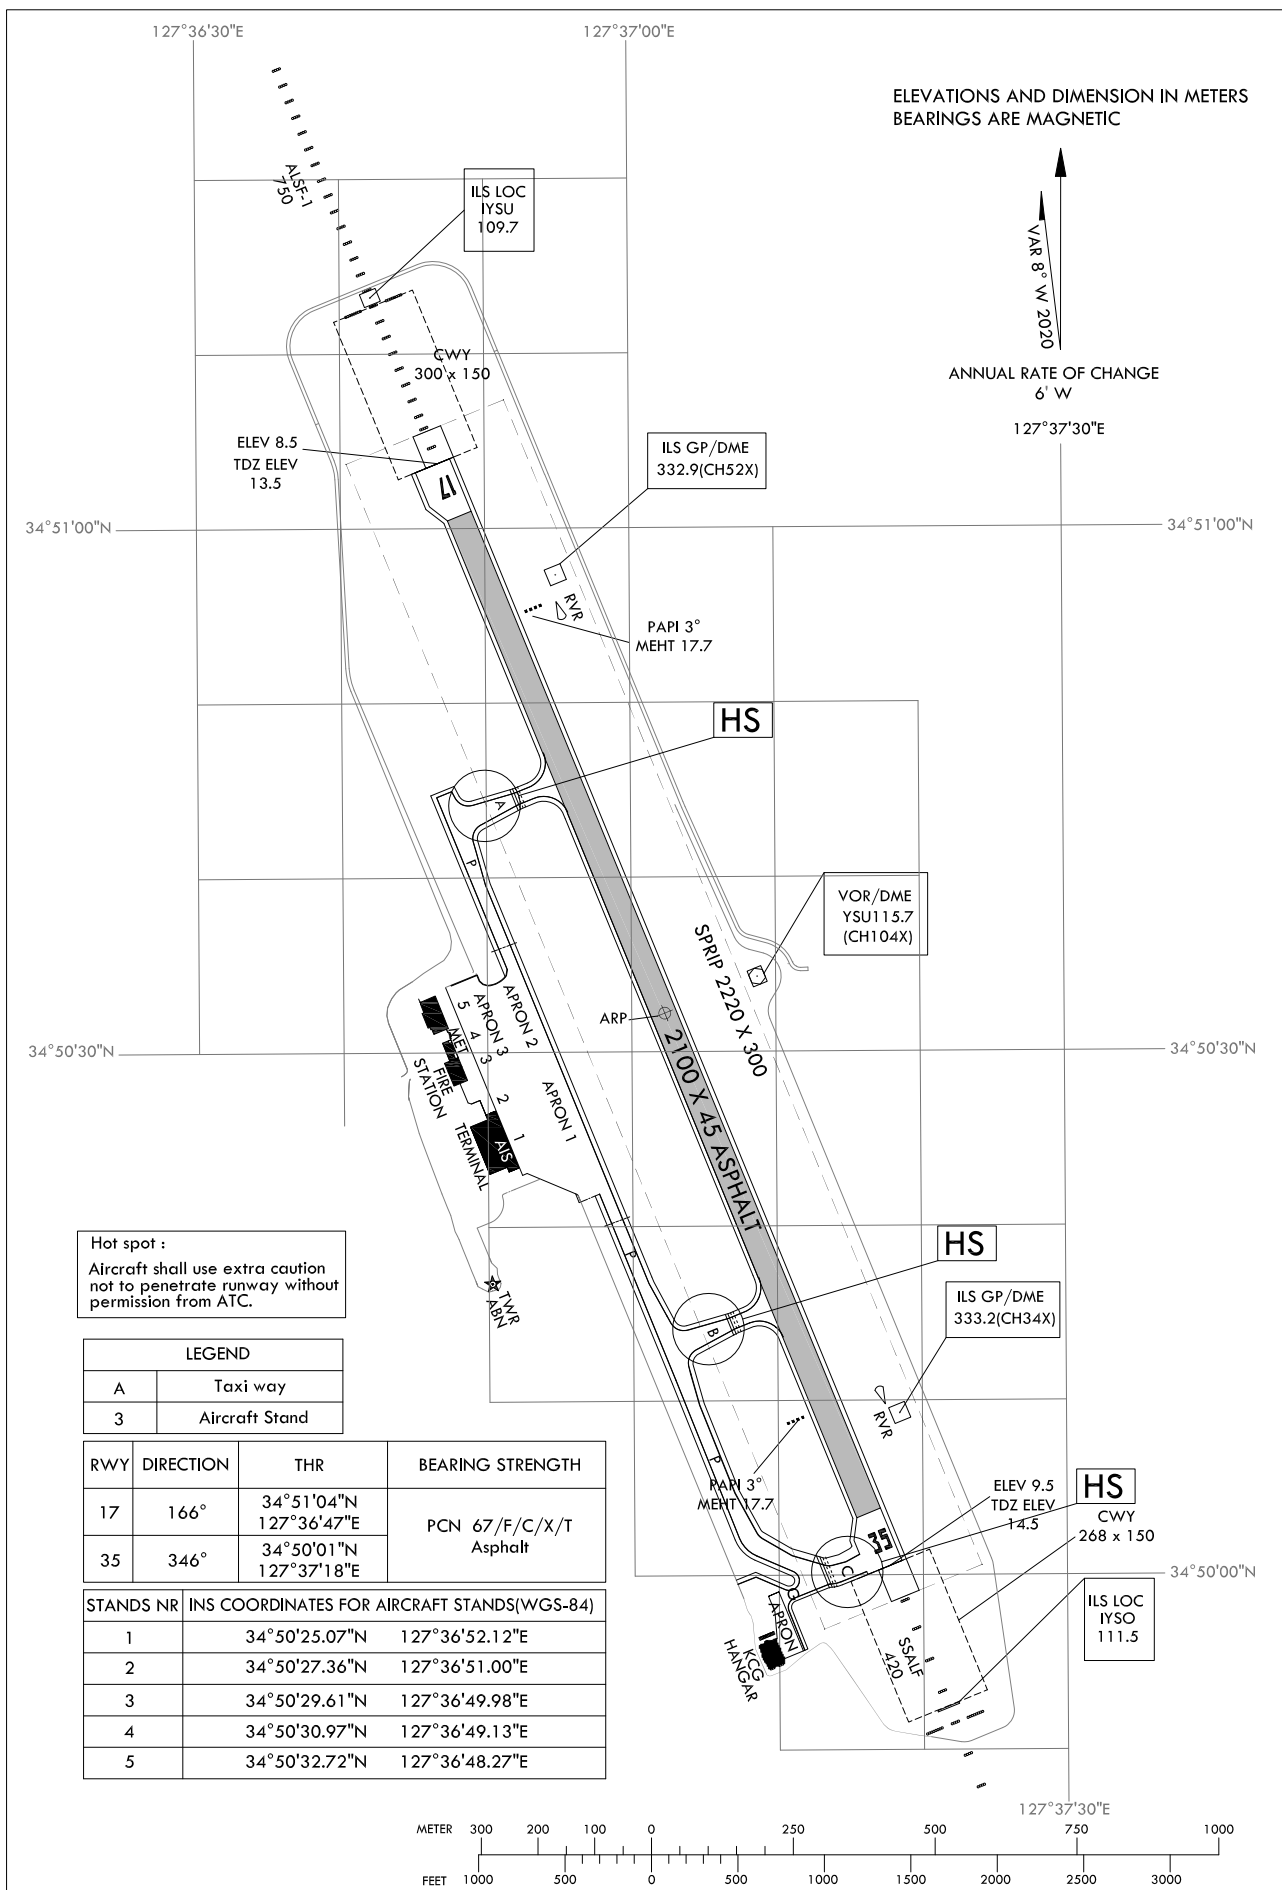 127°36'30"E
127°37'00"E
ELEVATIONS AND DIMENSION IN METERS
BEARINGS ARE MAGNETIC
ALSF-1
750
ILS LOC
IYSU
109.7
VAR 8° W 2020
ANNUAL RATE OF CHANGE
6' W
127°37'30"E
CWY
300 x 150
ELEV 8.5
TDZ ELEV
13.5
ILS GP/DME
332.9(CH52X)
17
34°51'00"N
34°51'00"N
RVR
PAPI 3°
MEHT 17.7
HS
A
P
VOR/DME
YSU115.7
(CH104X)
SPRIP 2220 X 300
ARP
2100 X 45 ASPHALT
34°50'30"N
34°50'30"N
APRON 2
APRON 3
APRON 1
5
4
3
2
1
MET
FIRE
STATION
AIS
TERMINAL
TWR
ABN
P
HS
B
ILS GP/DME
333.2(CH34X)
RVR
P
PAPI 3°
MEHT 17.7
ELEV 9.5
TDZ ELEV
14.5
HS
CWY
268 x 150
35
C
G
34°50'00"N
APRON
KCG
HANGAR
SSALF
420
ILS LOC
IYSO
111.5
127°37'30"E
Hot spot :
Aircraft shall use extra caution
not to penetrate runway without
permission from ATC.
LEGEND
A Taxi way
3 Aircraft Stand
RWY DIRECTION THR BEARING STRENGTH
17 166° 34°51'04"N
127°36'47"E
35 346° 34°50'01"N
127°37'18"E
PCN 67/F/C/X/T
Asphalt
STANDS NR INS COORDINATES FOR AIRCRAFT STANDS(WGS-84)
1 34°50'25.07"N 127°36'52.12"E
2 34°50'27.36"N 127°36'51.00"E
3 34°50'29.61"N 127°36'49.98"E
4 34°50'30.97"N 127°36'49.13"E
5 34°50'32.72"N 127°36'48.27"E
METER 300 200 100 0 250 500 750 1000
FEET 1000 500 0 500 1000 1500 2000 2500 3000